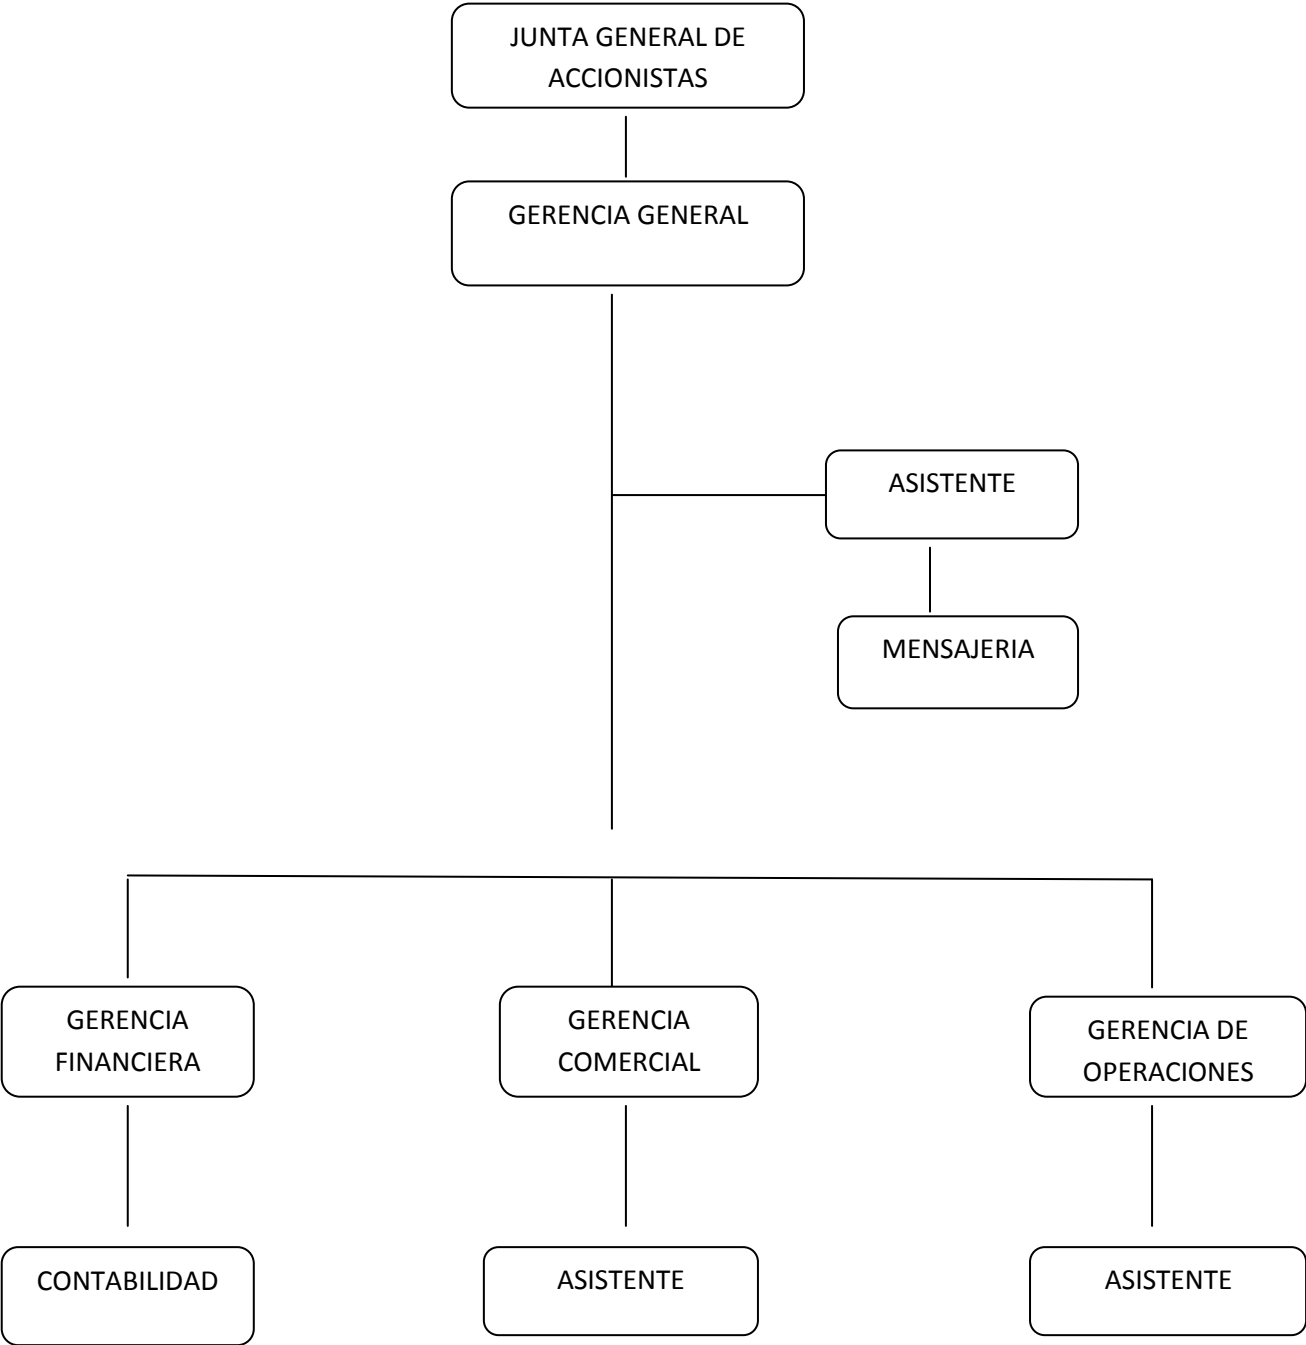 JUNTA GENERAL DE
ACCIONISTAS
GERENCIA GENERAL
ASISTENTE
MENSAJERIA
GERENCIA
FINANCIERA
GERENCIA
COMERCIAL
GERENCIA DE
OPERACIONES
CONTABILIDAD
ASISTENTE
ASISTENTE